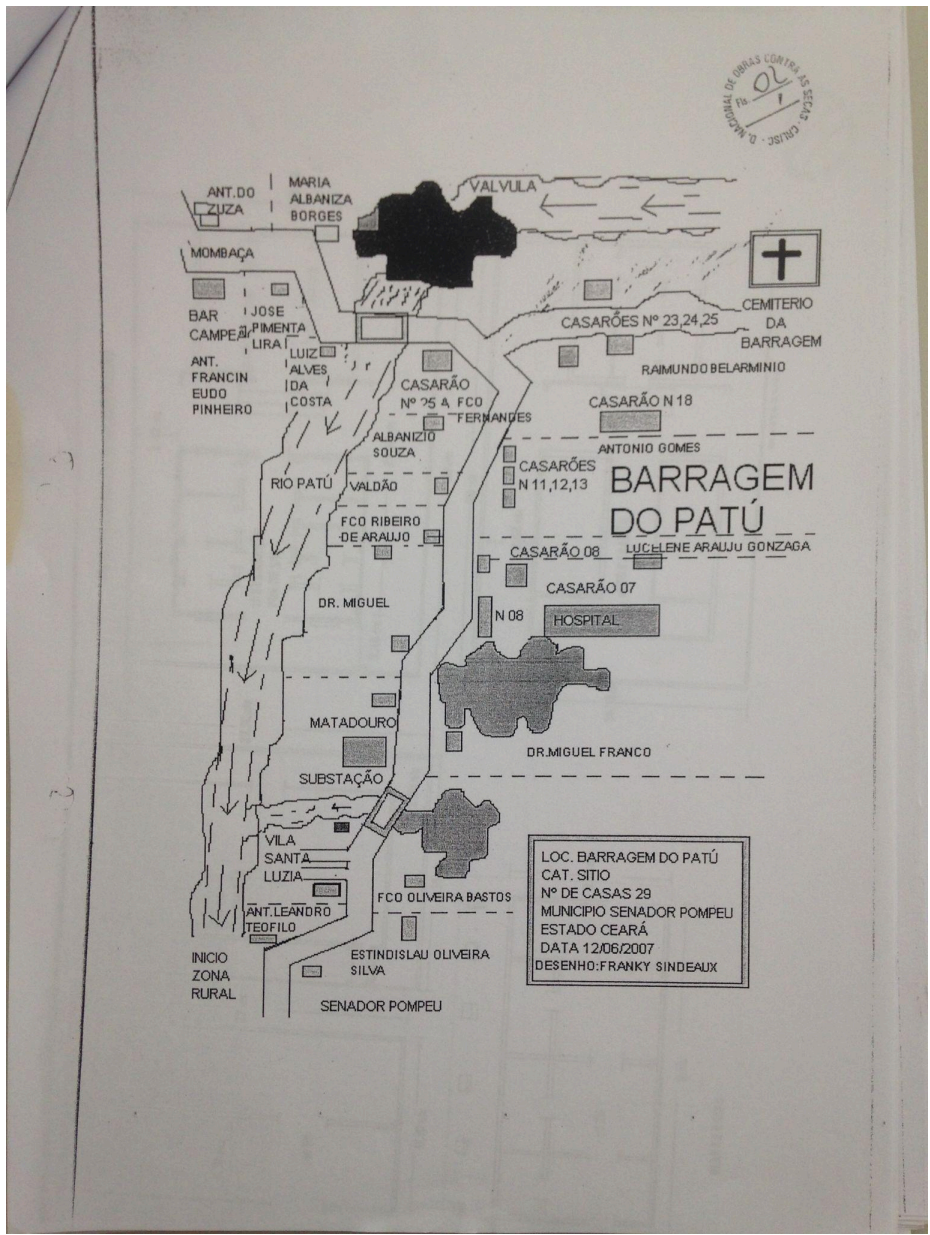 D. NACIONAL DE OBRAS CONTRA AS SECAS - CRLISC -
Fls. 02
ANT.DO
ZUZA
MARIA
ALBANIZA
BORGES
VALVULA
MOMBAÇA
BAR
CAMPEÃ
JOSE
PIMENTA
LIRA
ANT.
FRANCIN
EUDO
PINHEIRO
LUIZ
ALVES
DA
COSTA
CASARÃO
Nº 25 A
FCO
FERNANDES
CASARÕES Nº 23,24,25
CEMITERIO
DA
BARRAGEM
RAIMUNDO BELARMINIO
CASARÃO N 18
ALBANIZIO
SOUZA
ANTONIO GOMES
CASARÕES
N 11,12,13
BARRAGEM
DO PATÚ
RIO PATÚ
VALDÃO
FCO RIBEIRO
DE ARAUJO
CASARÃO 08
LUCELENE ARAUJU GONZAGA
CASARÃO 07
DR. MIGUEL
N 08
HOSPITAL
MATADOURO
DR.MIGUEL FRANCO
SUBSTAÇÃO
VILA
SANTA
LUZIA
FCO OLIVEIRA BASTOS
ANT.LEANDRO
TEOFILO
INICIO
ZONA
RURAL
ESTINDISLAU OLIVEIRA
SILVA
SENADOR POMPEU
LOC. BARRAGEM DO PATÚ
CAT. SITIO
Nº DE CASAS 29
MUNICIPIO SENADOR POMPEU
ESTADO CEARÁ
DATA 12/06/2007
DESENHO:FRANKY SINDEAUX